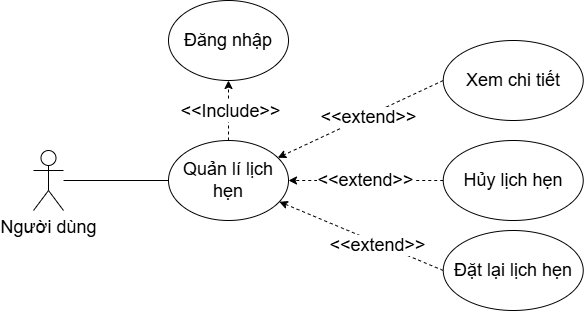 Đăng nhập
Xem chi tiết
<<Include>>
<<extend>>
Quản lí lịch
hẹn
<<extend>>
Hủy lịch hẹn
Người dùng
<<extend>>
Đặt lại lịch hẹn